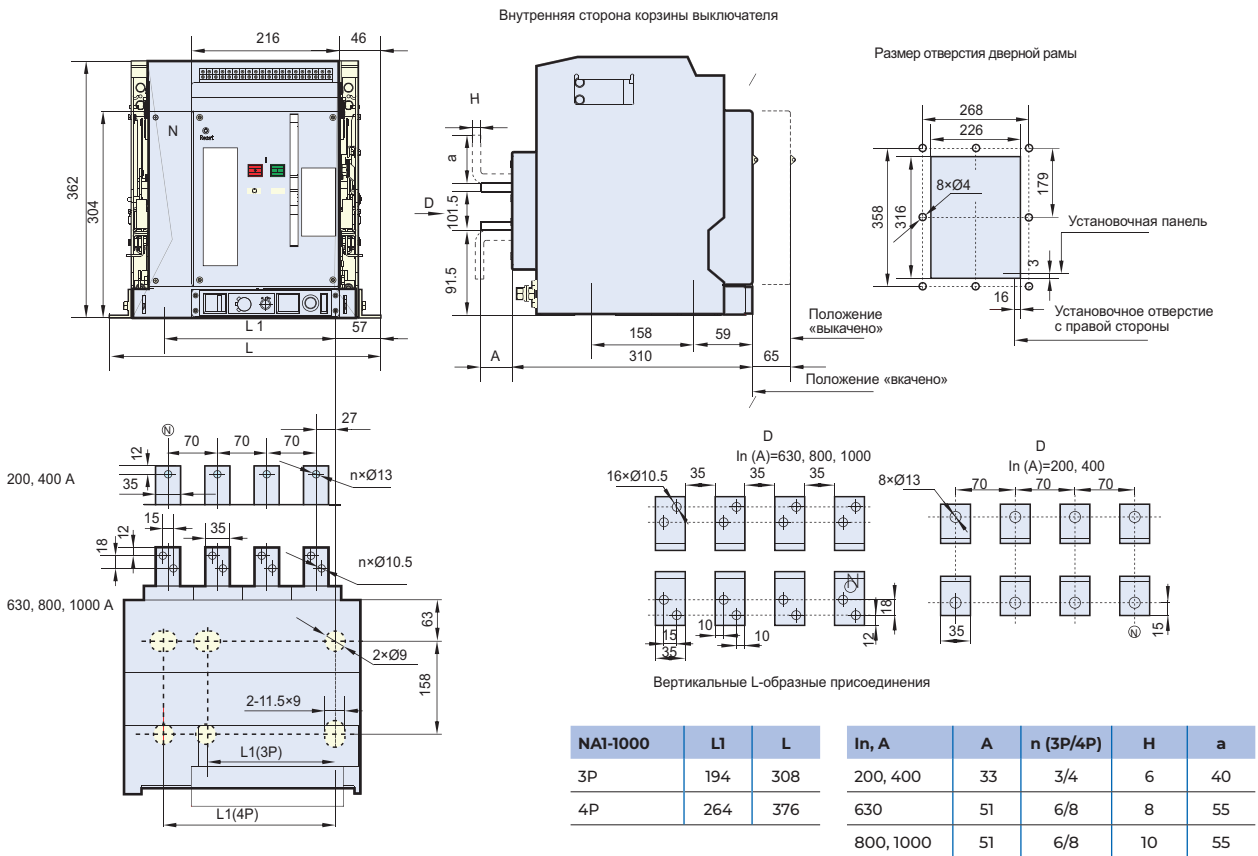 Внутренняя сторона корзины выключателя
216
46
362
304
N
Reset
L 1
57
L
H
a
D
101.5
91.5
A
158
59
310
65
Положение
«выкачено»
Положение «вкачено»
Размер отверстия дверной рамы
268
226
358
316
8×Ø4
179
Установочная панель
3
16
Установочное отверстие
с правой стороны
200, 400 A
N
70
70
70
27
12
35
n×Ø13
630, 800, 1000 A
15
35
12
18
n×Ø10.5
63
2×Ø9
158
2-11.5×9
L1(3P)
L1(4P)
D
In (A)=630, 800, 1000
16×Ø10.5
35
35
35
N
18
12
10
10
15
35
D
In (A)=200, 400
8×Ø13
70
70
70
35
15
N
Вертикальные L-образные присоединения
NA1-1000 L1 L
3P 194 308
4P 264 376
In, A A n (3P/4P) H a
200, 400 33 3/4 6 40
630 51 6/8 8 55
800, 1000 51 6/8 10 55